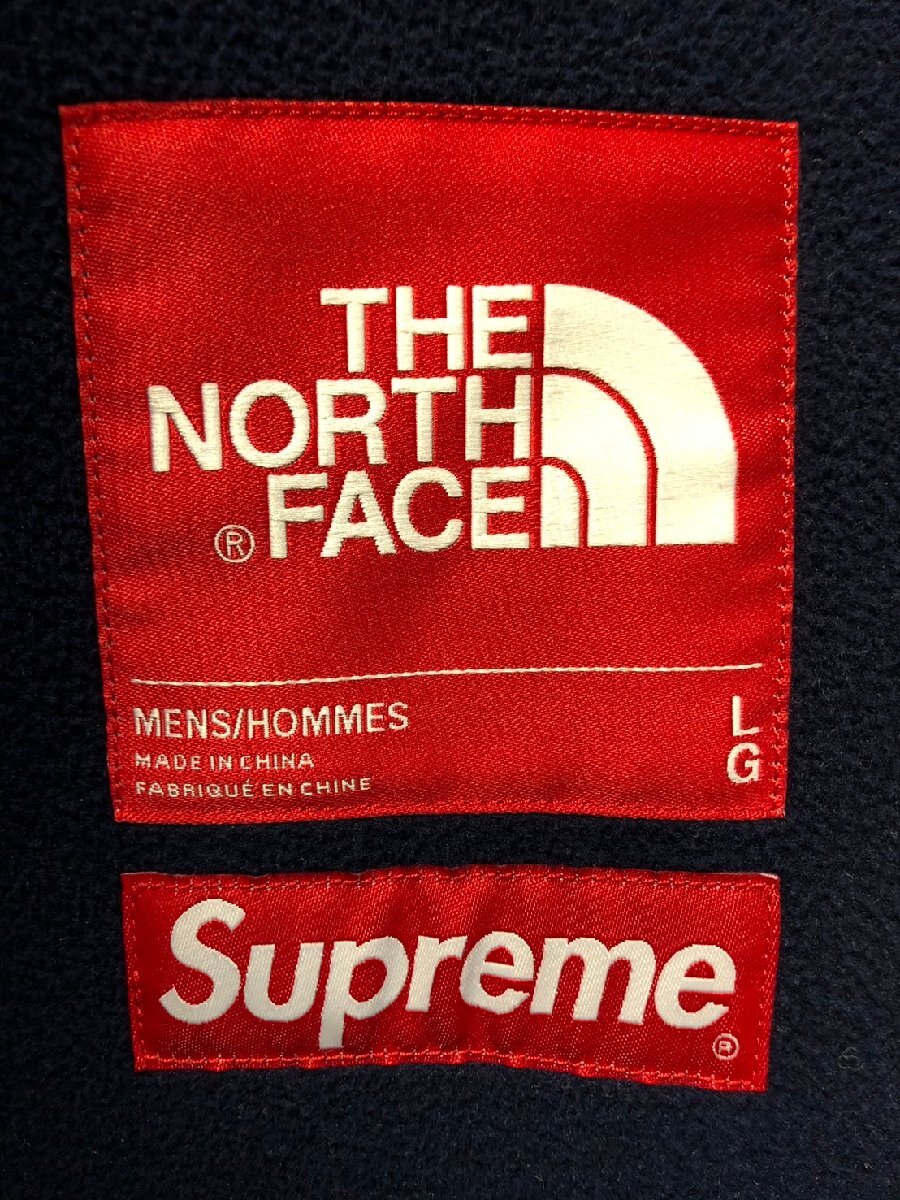 THE
NORTH
® FACE
MENS/HOMMES
MADE IN CHINA
FABRIQUÉ EN CHINE
L
G
Supreme
®